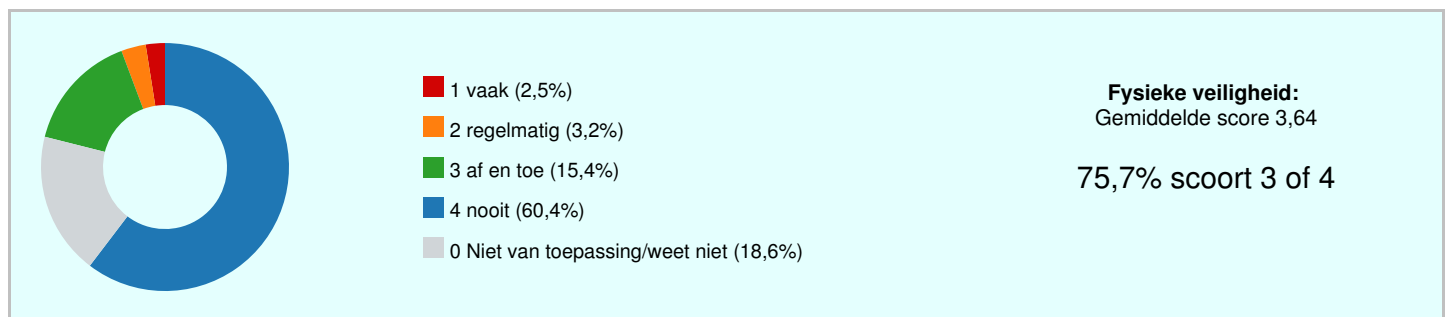 1 vaak (2,5%)
2 regelmatig (3,2%)
3 af en toe (15,4%)
4 nooit (60,4%)
0 Niet van toepassing/weet niet (18,6%)
Fysieke veiligheid:
Gemiddelde score 3,64
75,7% scoort 3 of 4